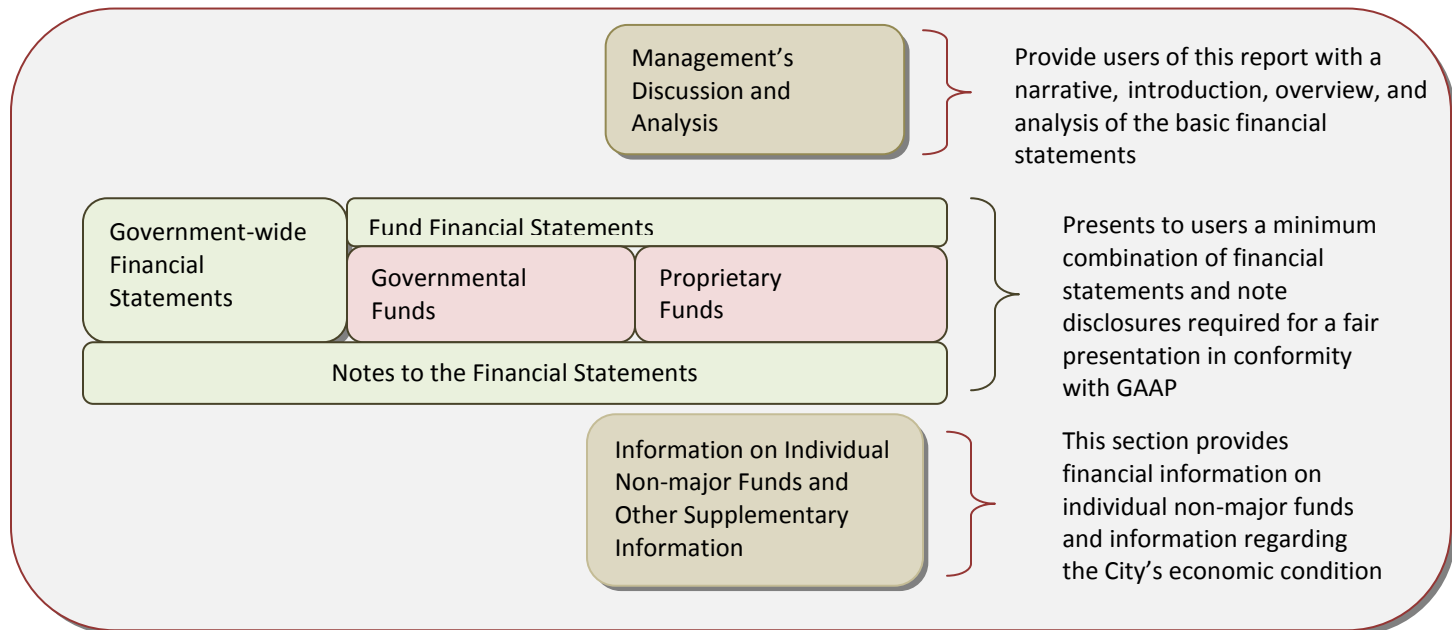 Management’s
Discussion and
Analysis
Provide users of this report with a
narrative, introduction, overview, and
analysis of the basic financial
statements
Government-wide
Financial
Statements
Fund Financial Statements
Governmental
Funds
Proprietary
Funds
Notes to the Financial Statements
Presents to users a minimum
combination of financial
statements and note
disclosures required for a fair
presentation in conformity
with GAAP
Information on Individual
Non-major Funds and
Other Supplementary
Information
This section provides
financial information on
individual non-major funds
and information regarding
the City’s economic condition